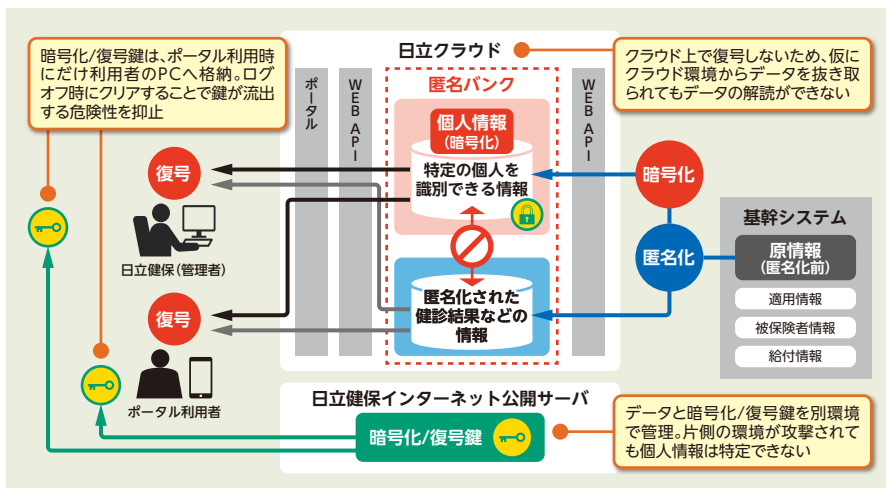 暗号化/復号鍵は、ポータル利用時
にだけ利用者のPCへ格納。ログ
オフ時にクリアすることで鍵が流出
する危険性を抑止
日立クラウド
クラウド上で復号しないため、仮に
クラウド環境からデータを抜き取
られてもデータの解読ができない
ポータル
WEB API
匿名バンク
WEB API
個人情報
(暗号化)
特定の個人を
識別できる情報
復号
日立健保(管理者)
暗号化
匿名化
基幹システム
原情報
(匿名化前)
適用情報
被保険者情報
給付情報
匿名化された
健診結果などの
情報
復号
ポータル利用者
日立健保インターネット公開サーバ
暗号化/復号鍵
データと暗号化/復号鍵を別環境
で管理。片側の環境が攻撃されて
も個人情報は特定できない